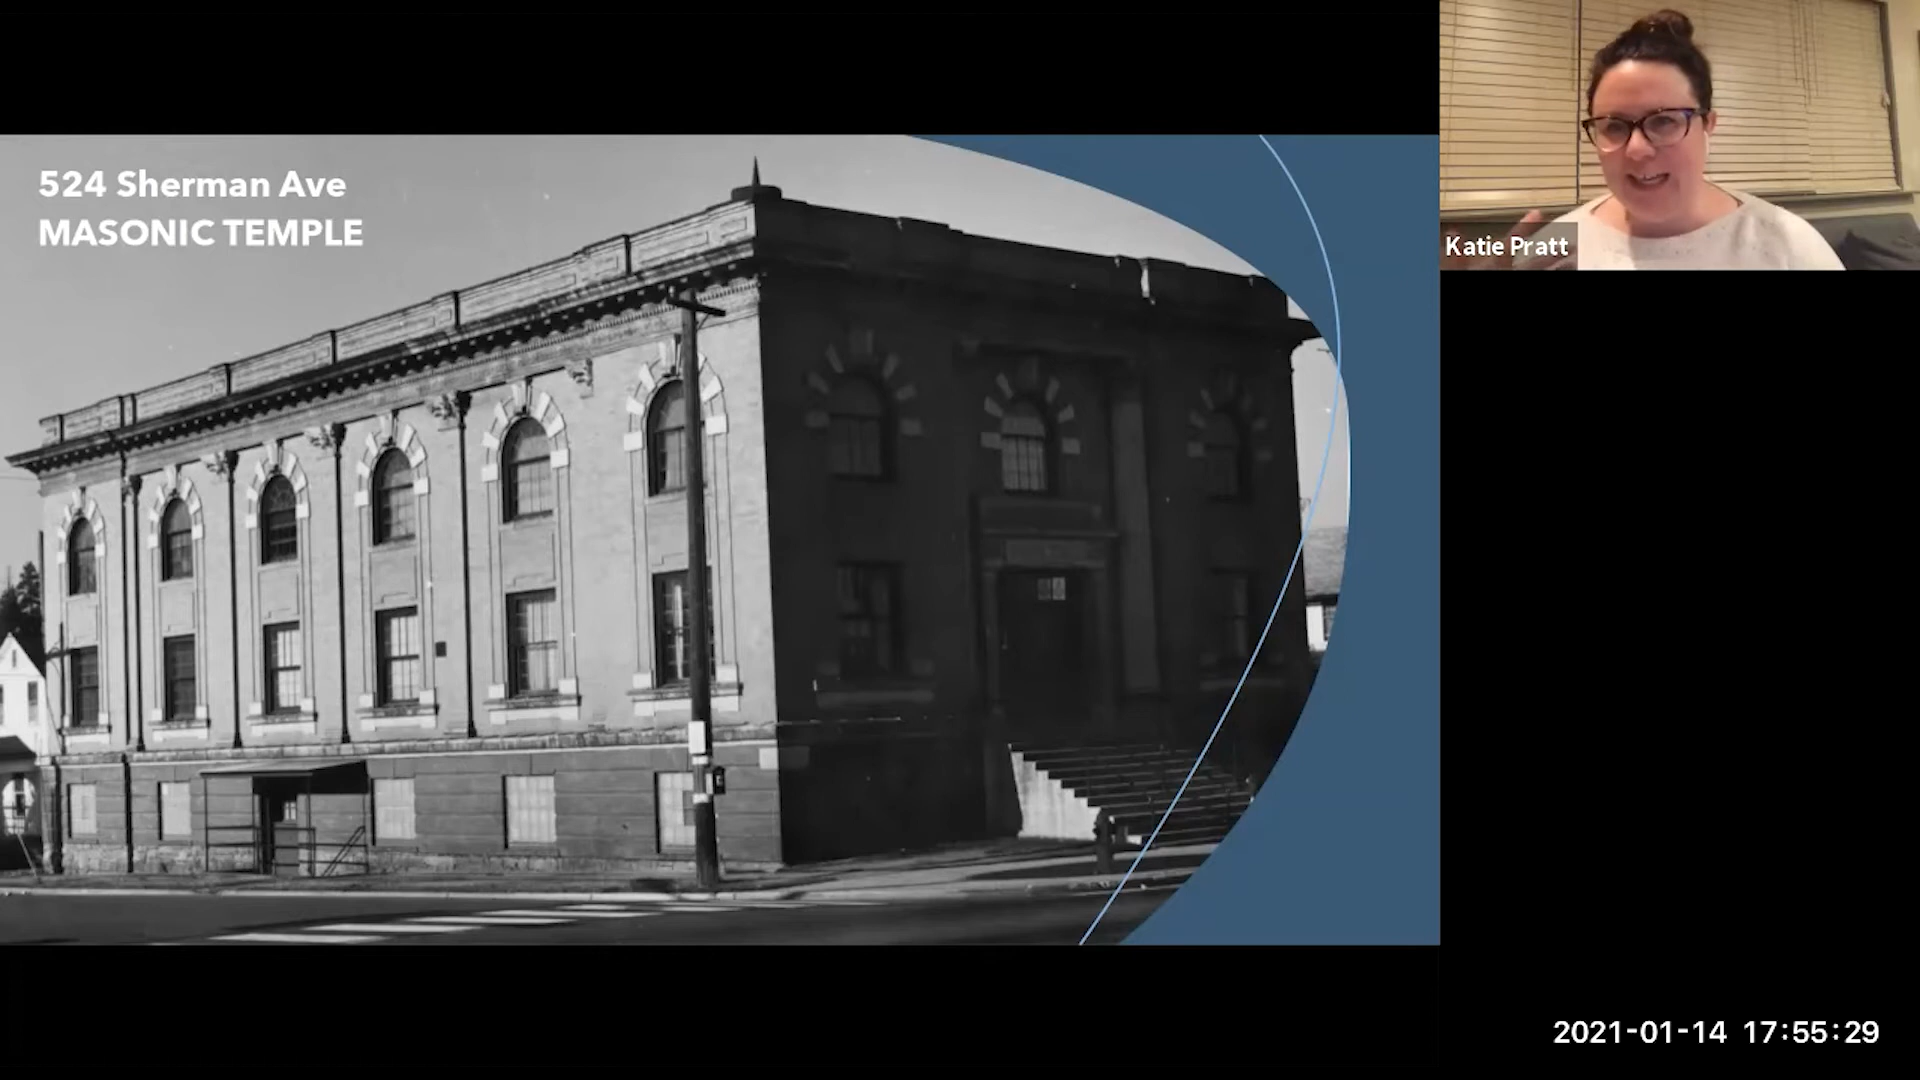 524 Sherman Ave
MASONIC TEMPLE
Katie Pratt
2021-01-14 17:55:29